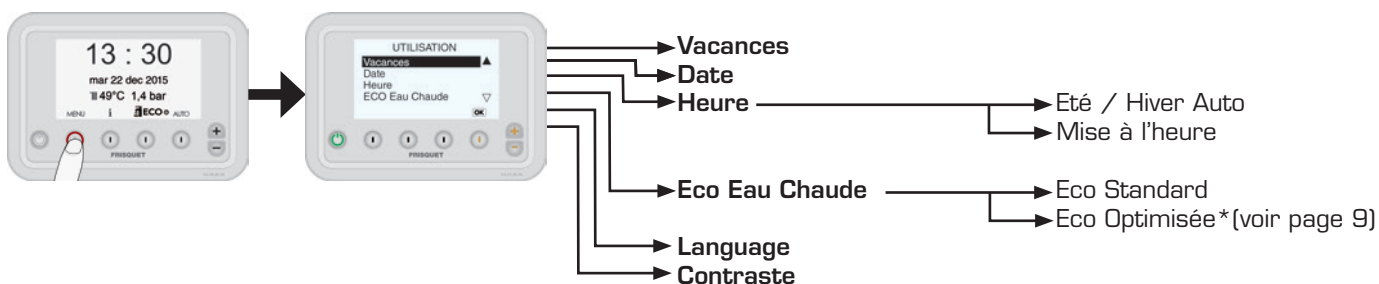 13 : 30
mar 22 dec 2015
49°C 1,4 bar
MENU i ECO AUTO
+
-
FRISQUET
UTILISATION
Vacances
Date
Heure
ECO Eau Chaude
OK
+
-
FRISQUET
Vacances
Date
Heure
Eté / Hiver Auto
Mise à l'heure
Eco Eau Chaude
Eco Standard
Eco Optimisée*(voir page 9)
Language
Contraste